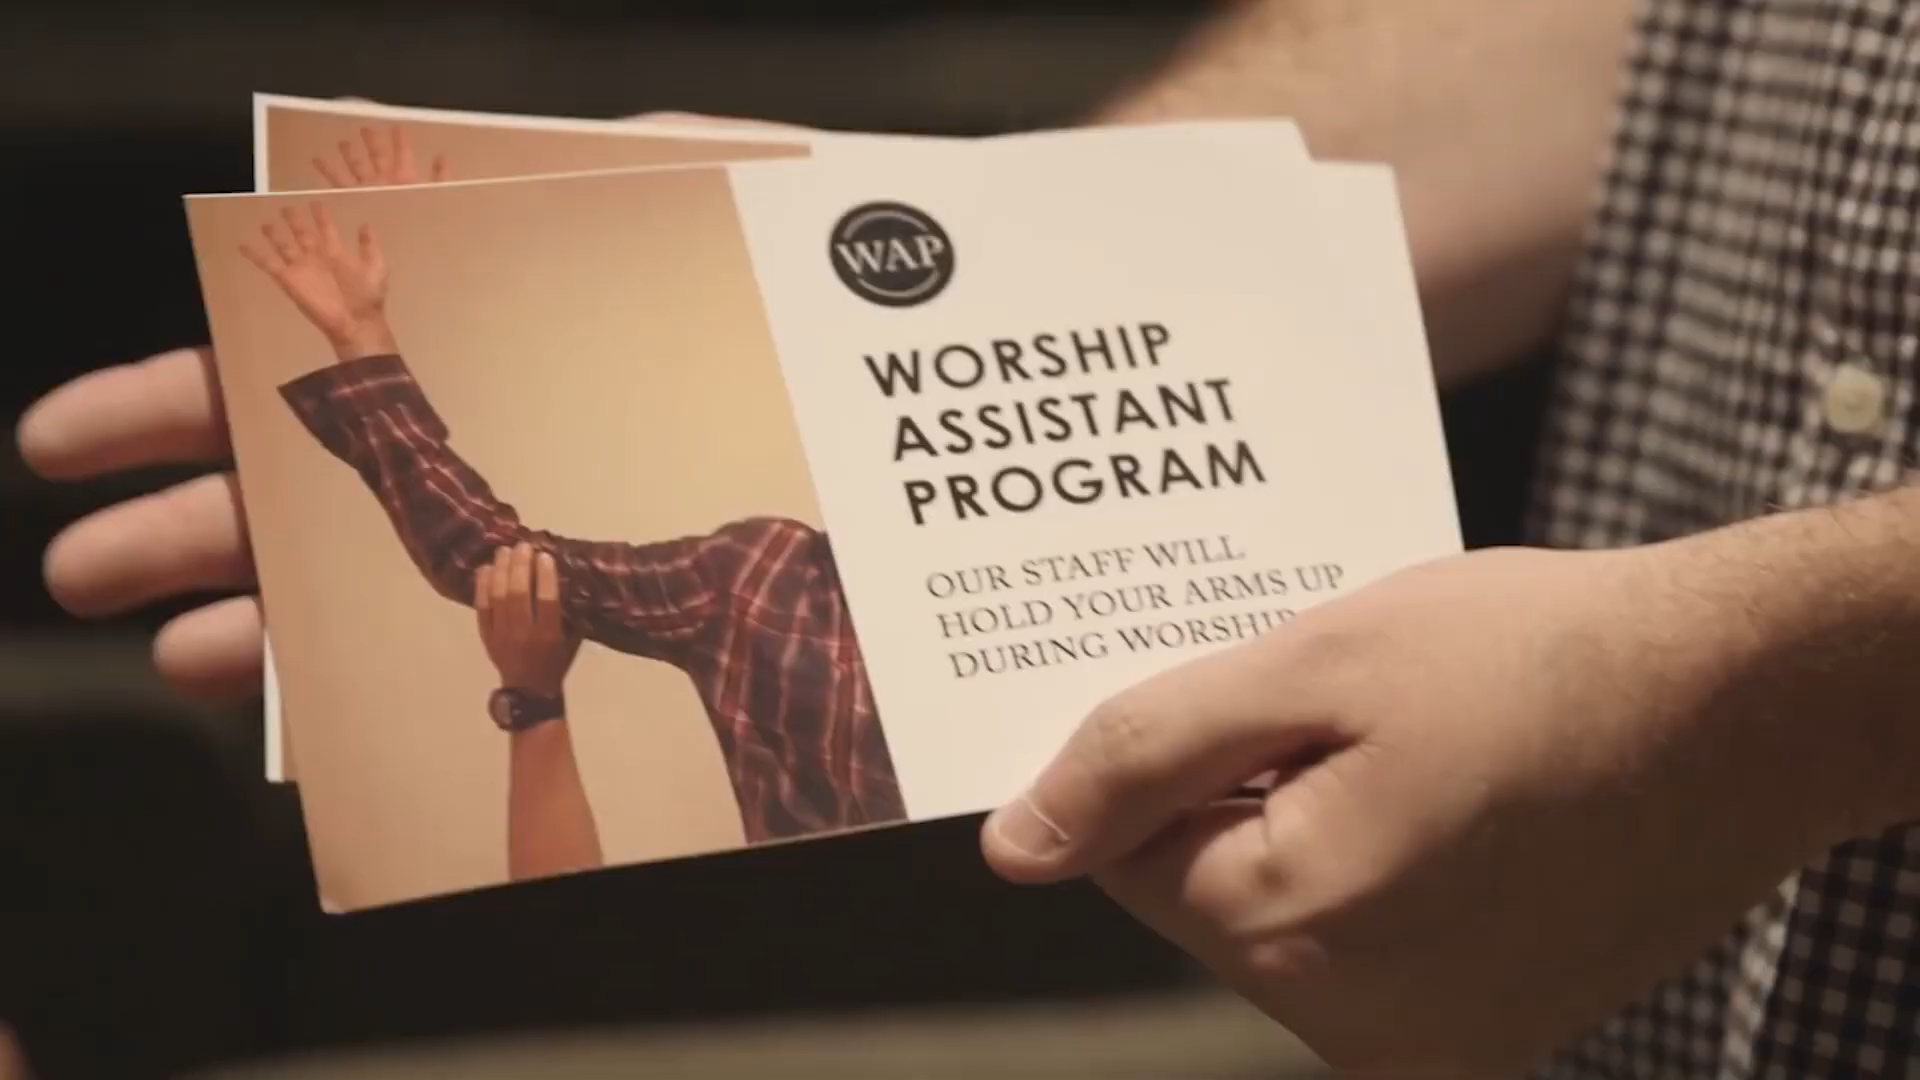 WAP
WORSHIP
ASSISTANT
PROGRAM
OUR STAFF WILL
HOLD YOUR ARMS UP
DURING WORSHIP